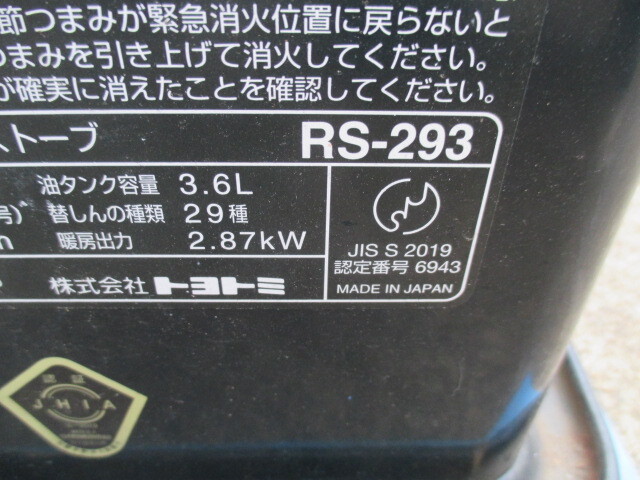 節つまみが緊急消火位置に戻らないと
つまみを引き上げて消火してください。
が確実に消えたことを確認してください。
ストーブ RS-293
油タンク容量 3.6L
号) 替しんの種類 29種
m 暖房出力 2.87kW
JIS S 2019
認定番号 6943
株式会社 トヨトミ
MADE IN JAPAN
認証
JHIA